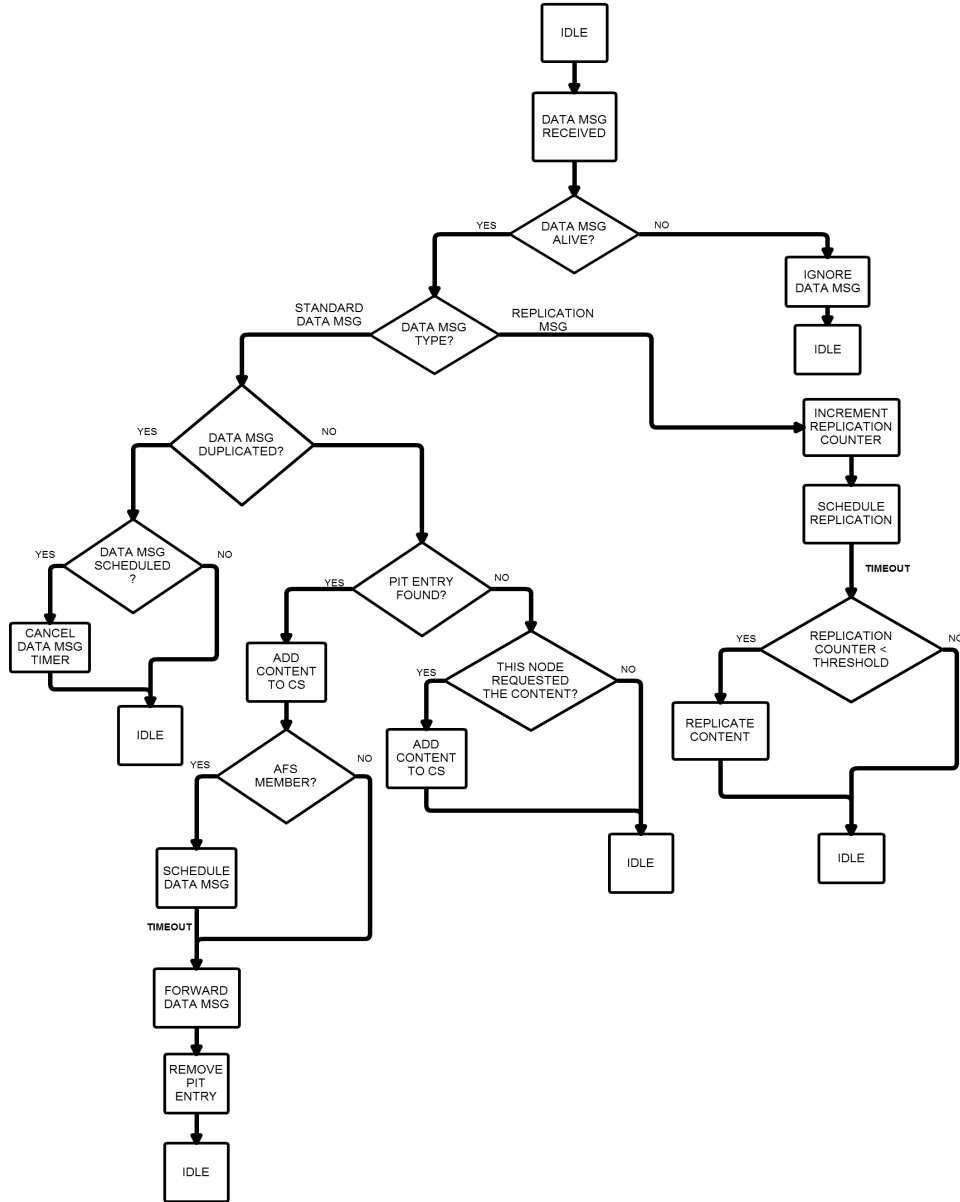 IDLE
DATA MSG
RECEIVED
DATA MSG
ALIVE?
YES
NO
IGNORE
DATA MSG
IDLE
DATA MSG
TYPE?
STANDARD
DATA MSG
REPLICATION
MSG
INCREMENT
REPLICATION
COUNTER
SCHEDULE
REPLICATION
TIMEOUT
REPLICATION
COUNTER <
THRESHOLD
YES
NO
REPLICATE
CONTENT
IDLE
DATA MSG
DUPLICATED?
YES
NO
DATA MSG
SCHEDULED
?
YES
NO
CANCEL
DATA MSG
TIMER
IDLE
PIT ENTRY
FOUND?
YES
NO
ADD
CONTENT
TO CS
THIS NODE
REQUESTED
THE CONTENT?
YES
NO
ADD
CONTENT
TO CS
IDLE
AFS
MEMBER?
YES
NO
SCHEDULE
DATA MSG
TIMEOUT
FORWARD
DATA MSG
REMOVE
PIT
ENTRY
IDLE